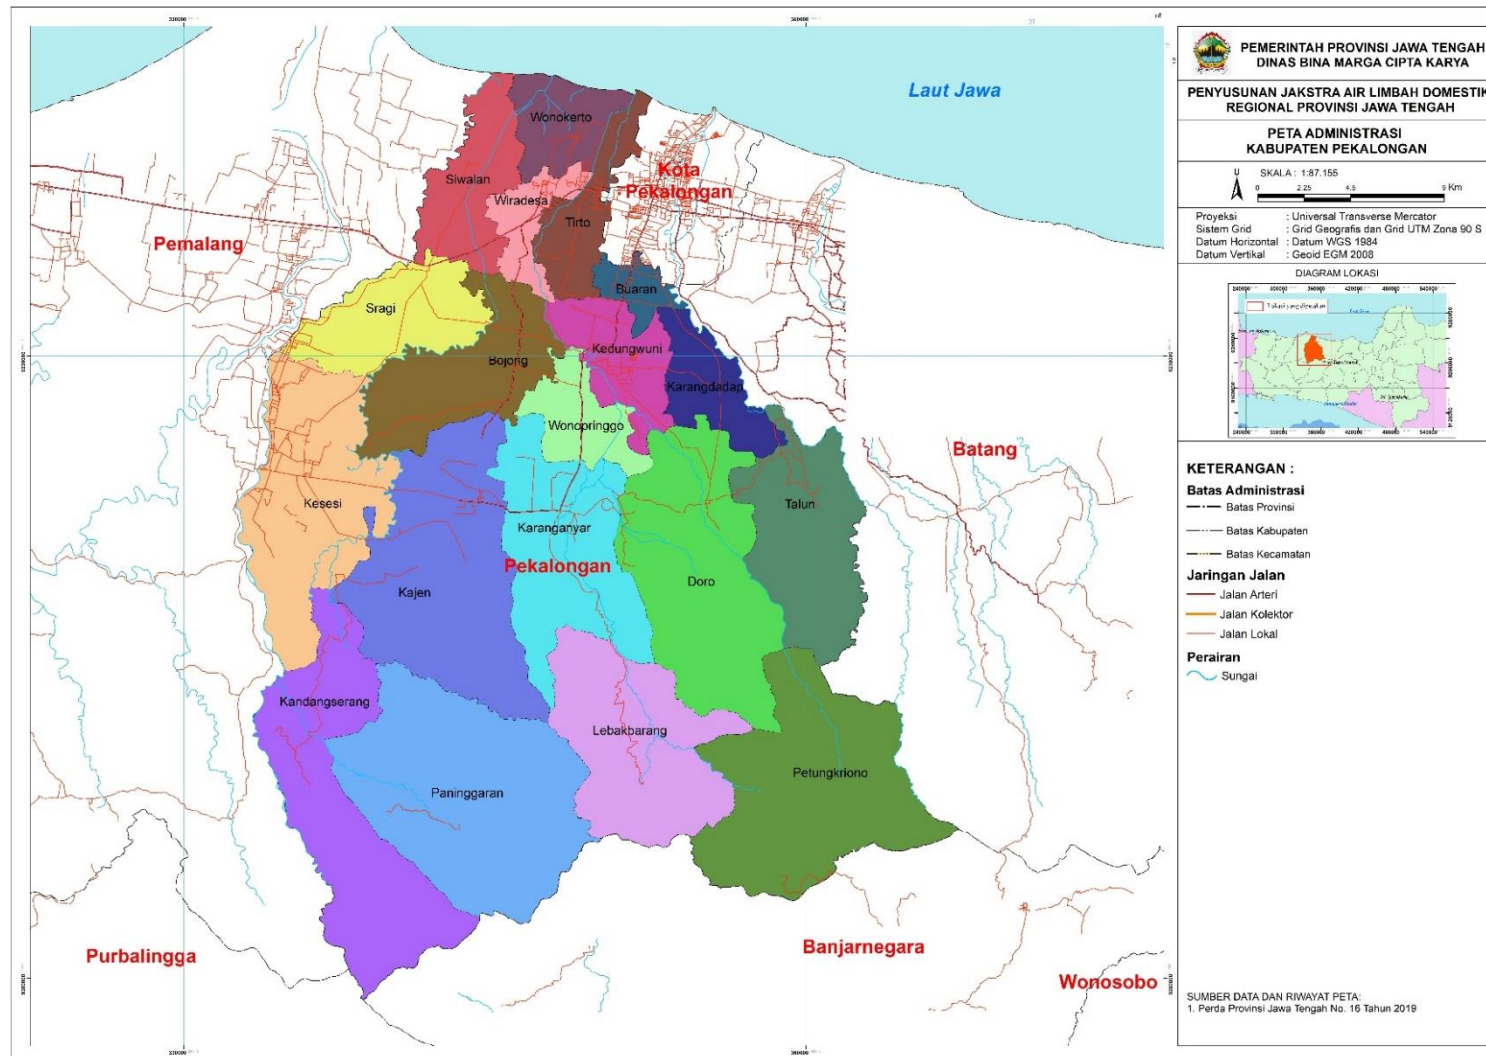 Laut Jawa
Wonokerto
Kota
Pekalongan
Siwalan
Wiradesa
Tirto
Pemalang
Buaran
Sragi
Kedungwuni
Bojong
Karangdadap
Wonopringgo
Batang
Kesesi
Talun
Karanganyar
Pekalongan
Doro
Kajen
Kandangserang
Lebakbarang
Petungkriono
Paninggaran
Purbalingga
Banjarnegara
Wonosobo
PEMERINTAH PROVINSI JAWA TENGAH
DINAS BINA MARGA CIPTA KARYA
PENYUSUNAN JAKSTRA AIR LIMBAH DOMESTIK
REGIONAL PROVINSI JAWA TENGAH
PETA ADMINISTRASI
KABUPATEN PEKALONGAN
U
SKALA : 1:87.155
0 2.25 4.5 9 Km
Proyeksi : Universal Transverse Mercator
Sistem Grid : Grid Geografis dan Grid UTM Zona 90 S
Datum Horizontal : Datum WGS 1984
Datum Vertikal : Geoid EGM 2008
DIAGRAM LOKASI
KETERANGAN :
Batas Administrasi
Batas Provinsi
Batas Kabupaten
Batas Kecamatan
Jaringan Jalan
Jalan Arteri
Jalan Kolektor
Jalan Lokal
Perairan
Sungai
SUMBER DATA DAN RIWAYAT PETA:
1. Perda Provinsi Jawa Tengah No. 16 Tahun 2019